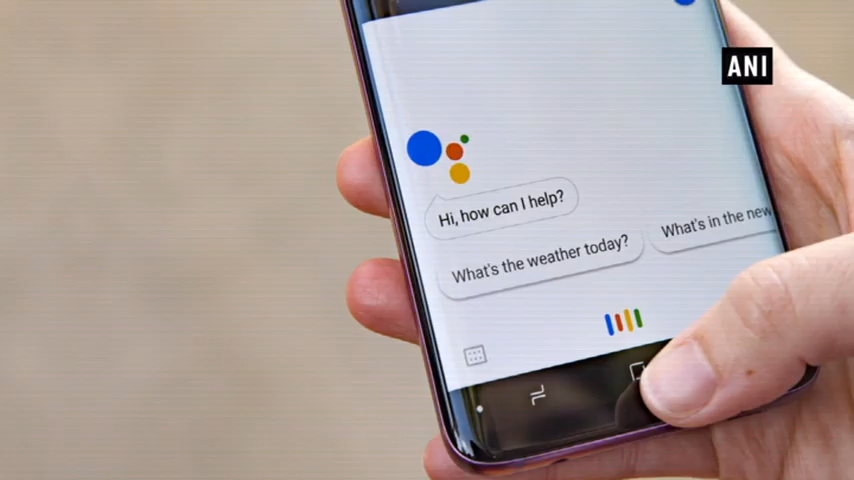 ANI
Hi, how can I help?
What's the weather today?
What's in the new